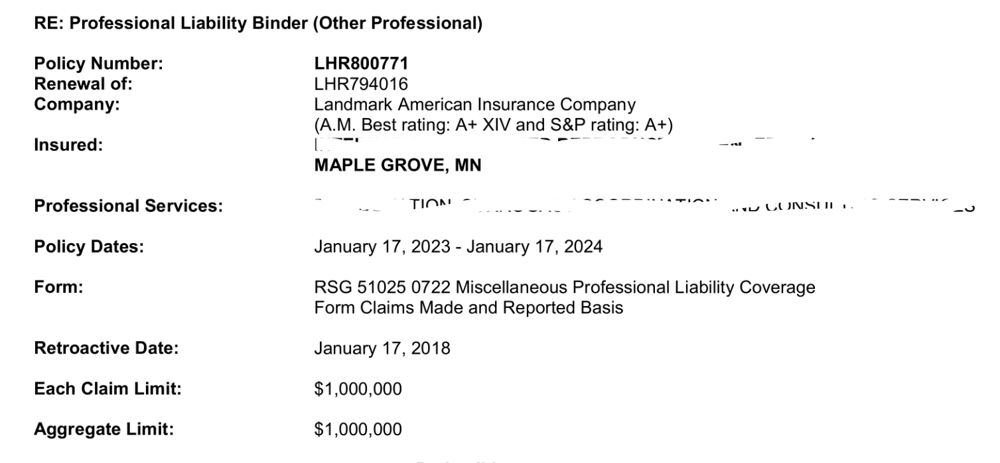 RE: Professional Liability Binder (Other Professional)
Policy Number: LHR800771
Renewal of: LHR794016
Company: Landmark American Insurance Company
(A.M. Best rating: A+ XIV and S&P rating: A+)
Insured:
MAPLE GROVE, MN
Professional Services:
Policy Dates: January 17, 2023 - January 17, 2024
Form: RSG 51025 0722 Miscellaneous Professional Liability Coverage
Form Claims Made and Reported Basis
Retroactive Date: January 17, 2018
Each Claim Limit: $1,000,000
Aggregate Limit: $1,000,000